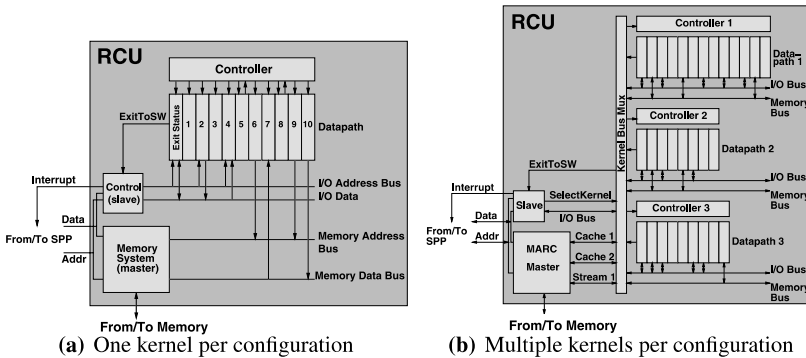 RCU
Controller
ExitToSW
Exit Status
1
2
3
4
5
6
7
8
9
10
Datapath
Interrupt
Control
(slave)
I/O Address Bus
I/O Data
Data
From/To SPP
Addr
Memory
System
(master)
Memory Address
Bus
Memory Data Bus
From/To Memory
(a) One kernel per configuration
RCU
Kernel Bus Mux
Controller 1
Data-
path 1
I/O Bus
Memory
Bus
Controller 2
Datapath 2
ExitToSW
I/O Bus
Memory
Bus
Interrupt
Slave
SelectKernel
I/O Bus
Data
From/To
SPP
Addr
MARC
Master
Cache 1
Cache 2
Stream 1
Controller 3
Datapath 3
I/O Bus
Memory
Bus
From/To Memory
(b) Multiple kernels per configuration